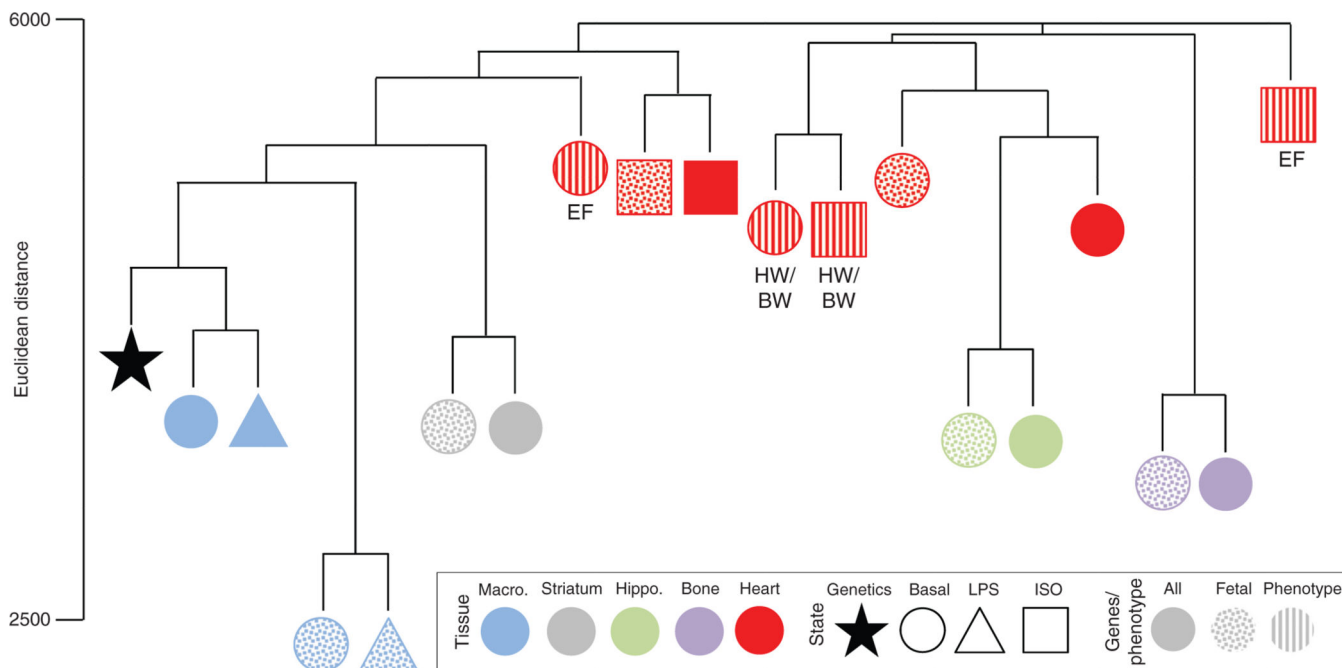 6000
Euclidean distance
2500
EF
HW/
BW
HW/
BW
EF
Tissue
Macro. Striatum Hippo. Bone Heart
State
Genetics Basal LPS ISO
Genes/
phenotype
All Fetal Phenotype